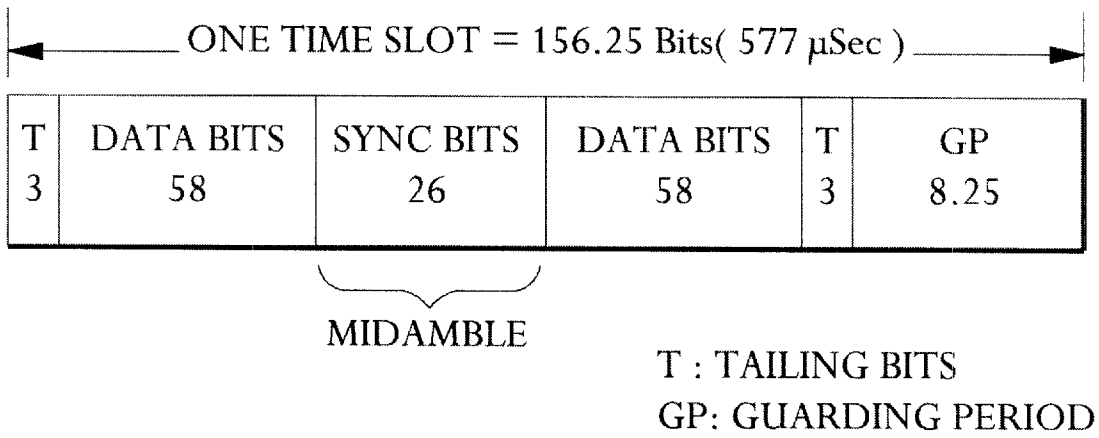 ONE TIME SLOT = 156.25 Bits( 577 μSec )
T DATA BITS SYNC BITS DATA BITS T GP
3 58 26 58 3 8.25
MIDAMBLE
T : TAILING BITS
GP: GUARDING PERIOD